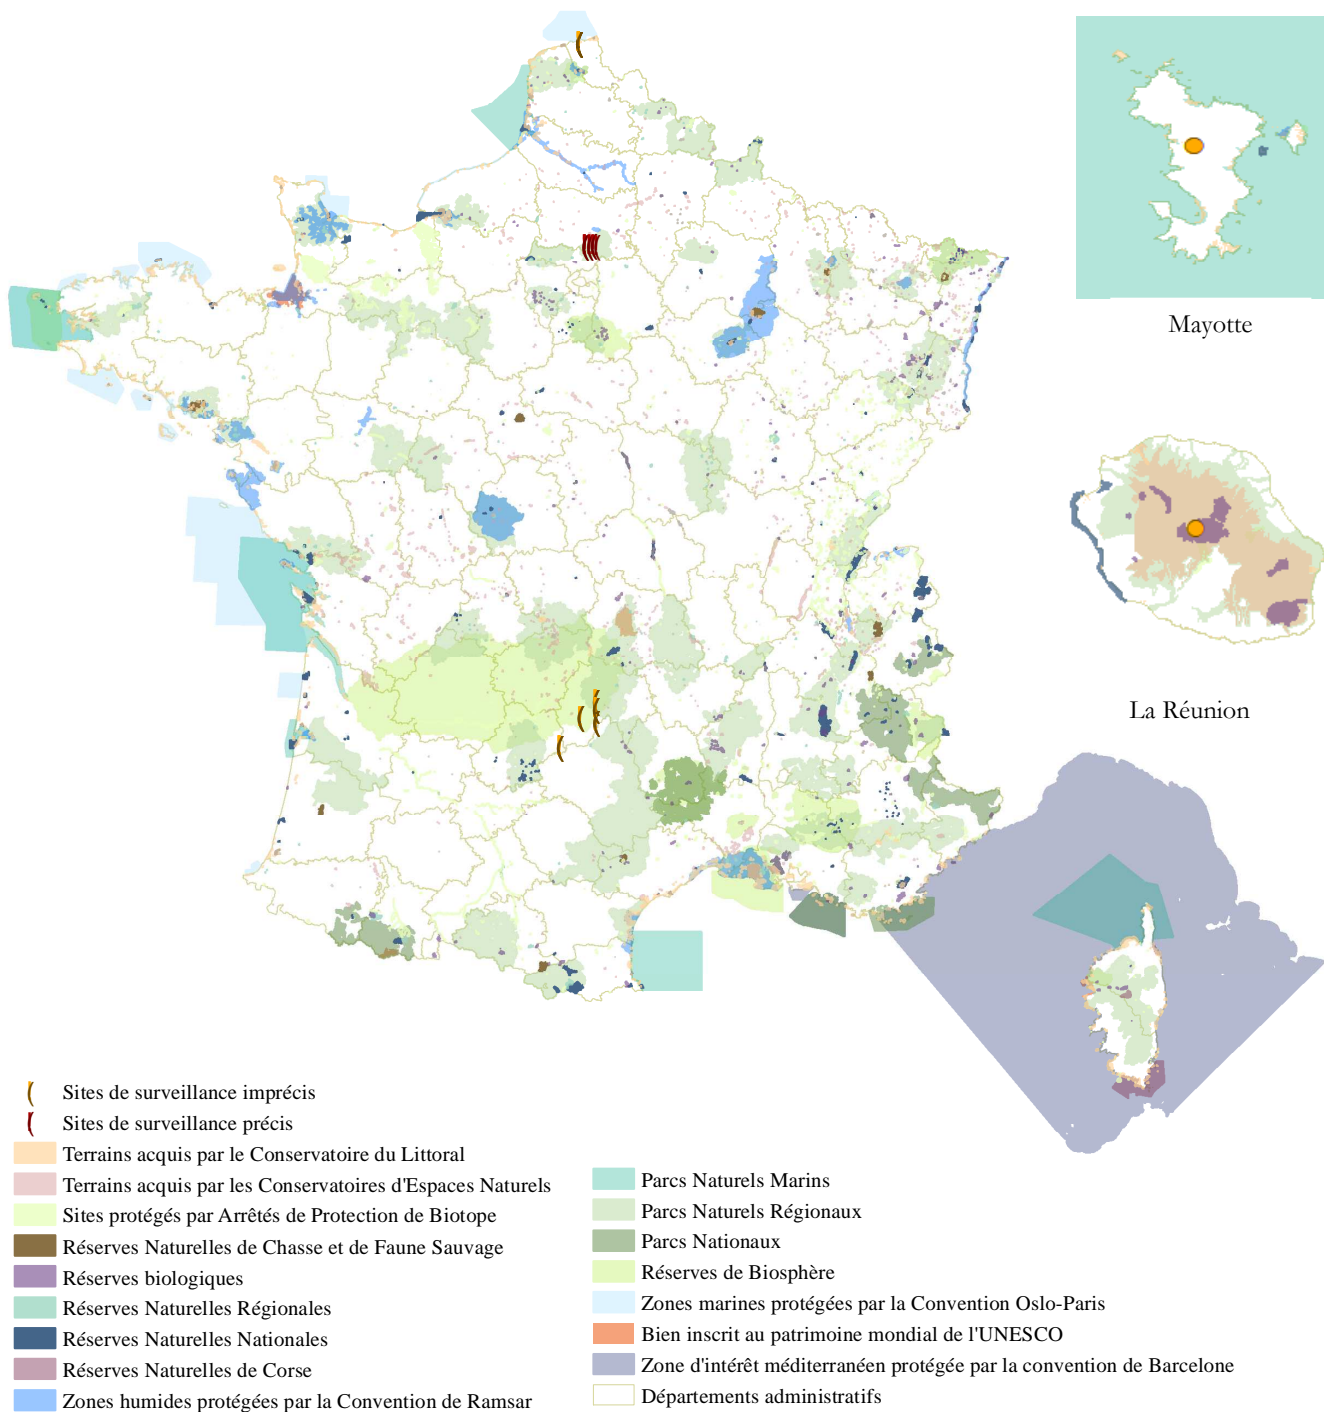 Mayotte
La Réunion
Sites de surveillance imprécis
Sites de surveillance précis
Terrains acquis par le Conservatoire du Littoral
Terrains acquis par les Conservatoires d'Espaces Naturels
Sites protégés par Arrêtés de Protection de Biotope
Réserves Naturelles de Chasse et de Faune Sauvage
Réserves biologiques
Réserves Naturelles Régionales
Réserves Naturelles Nationales
Réserves Naturelles de Corse
Zones humides protégées par la Convention de Ramsar
Parcs Naturels Marins
Parcs Naturels Régionaux
Parcs Nationaux
Réserves de Biosphère
Zones marines protégées par la Convention Oslo-Paris
Bien inscrit au patrimoine mondial de l'UNESCO
Zone d'intérêt méditerranéen protégée par la convention de Barcelone
Départements administratifs